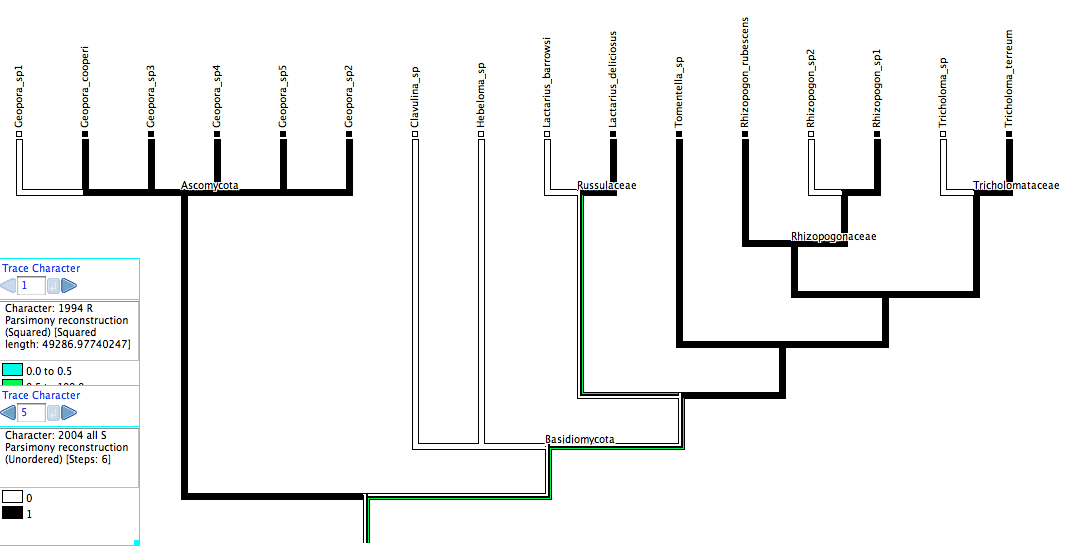 Geopora_sp1
Geopora_cooperi
Geopora_sp3
Geopora_sp4
Geopora_sp5
Geopora_sp2
Clavulina_sp
Hebeloma_sp
Lactarius_barrowsi
Lactarius_deliciosus
Tomentella_sp
Rhizopogon_rubescens
Rhizopogon_sp2
Rhizopogon_sp1
Tricholoma_sp
Tricholoma_terreum
Ascomycota
Russulaceae
Tricholomataceae
Rhizopogonaceae
Basidiomycota
Trace Character
1
Character: 1994 R
Parsimony reconstruction
(Squared) [Squared
length: 49286.97740247]
0.0 to 0.5
Trace Character
5
Character: 2004 all S
Parsimony reconstruction
(Unordered) [Steps: 6]
0
1